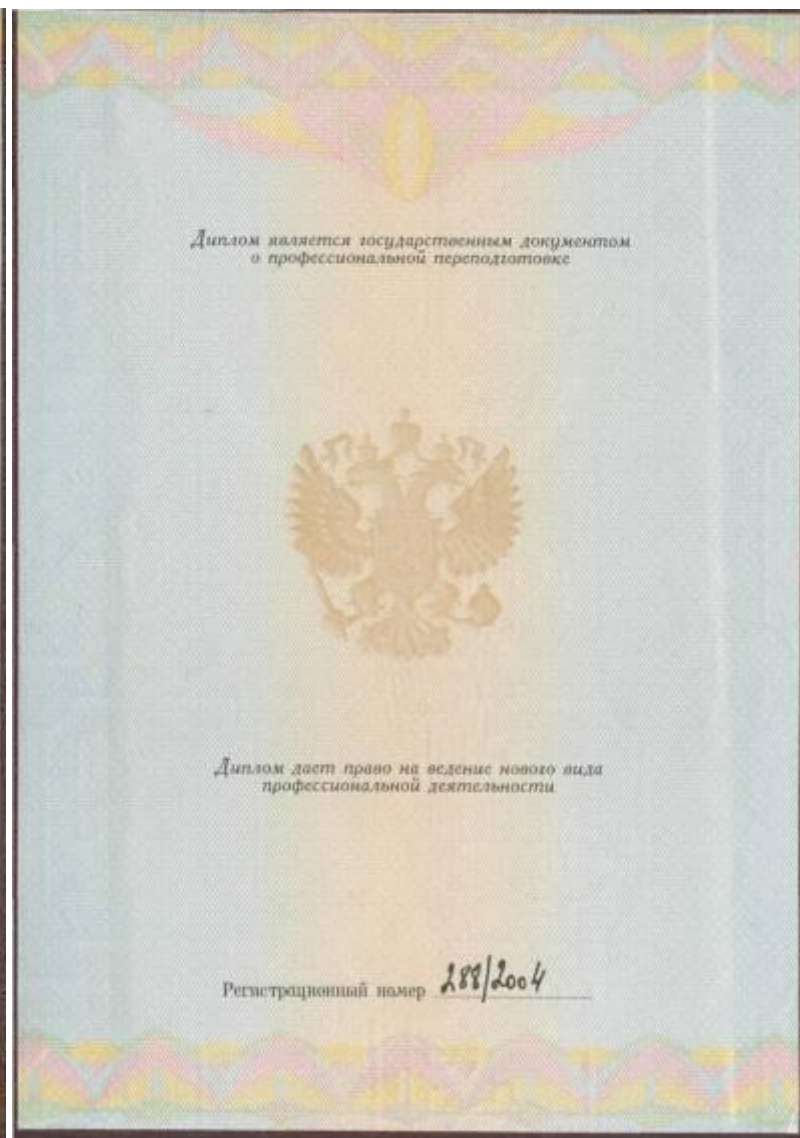 Диплом является государственным документом
о профессиональной переподготовке
Диплом дает право на ведение нового вида
профессиональной деятельности
Регистрационный номер 288/2004